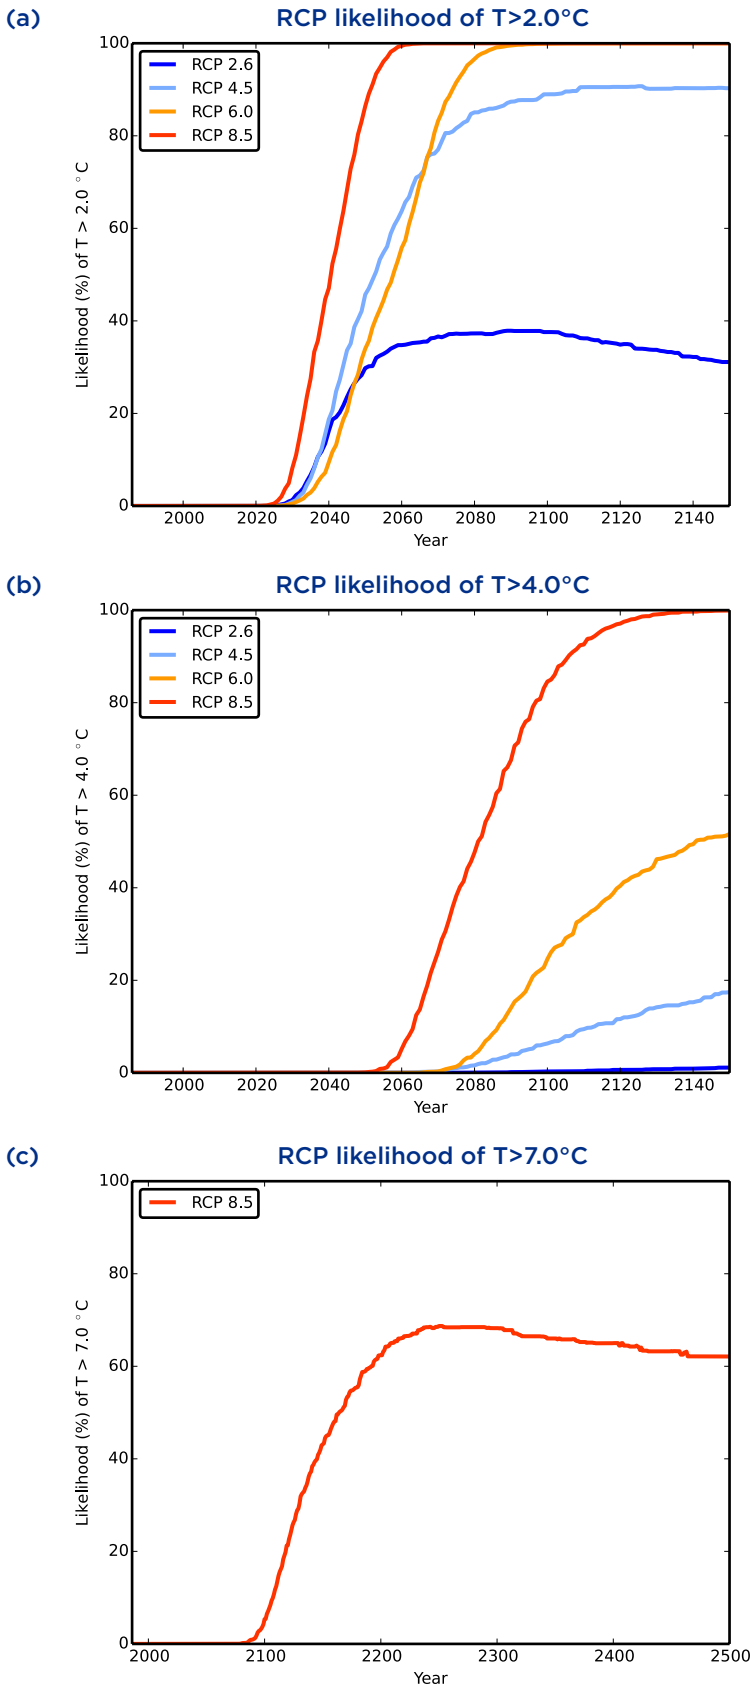 (a)
RCP likelihood of T>2.0°C
RCP 2.6
RCP 4.5
RCP 6.0
RCP 8.5
Likelihood (%) of T > 2.0 °C
100
80
60
40
20
0
2000 2020 2040 2060 2080 2100 2120 2140
Year
(b)
RCP likelihood of T>4.0°C
RCP 2.6
RCP 4.5
RCP 6.0
RCP 8.5
Likelihood (%) of T > 4.0 °C
100
80
60
40
20
0
2000 2020 2040 2060 2080 2100 2120 2140
Year
(c)
RCP likelihood of T>7.0°C
RCP 8.5
Likelihood (%) of T > 7.0 °C
100
80
60
40
20
0
2000 2100 2200 2300 2400 2500
Year